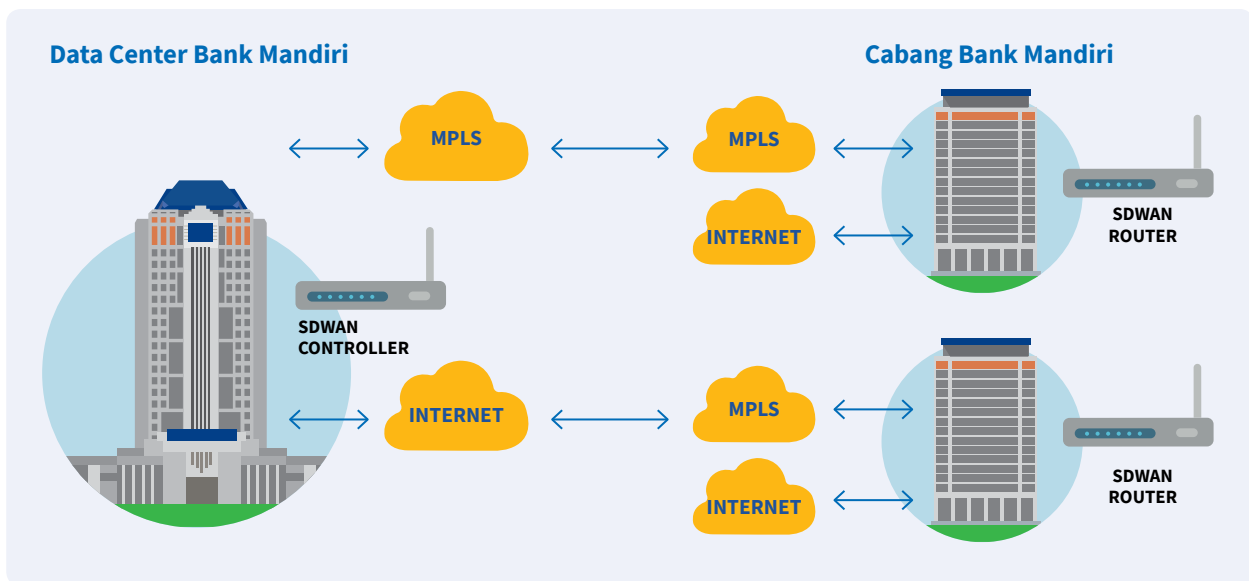 Data Center Bank Mandiri
Cabang Bank Mandiri
MPLS
MPLS
INTERNET
SDWAN
ROUTER
SDWAN
CONTROLLER
INTERNET
MPLS
INTERNET
SDWAN
ROUTER